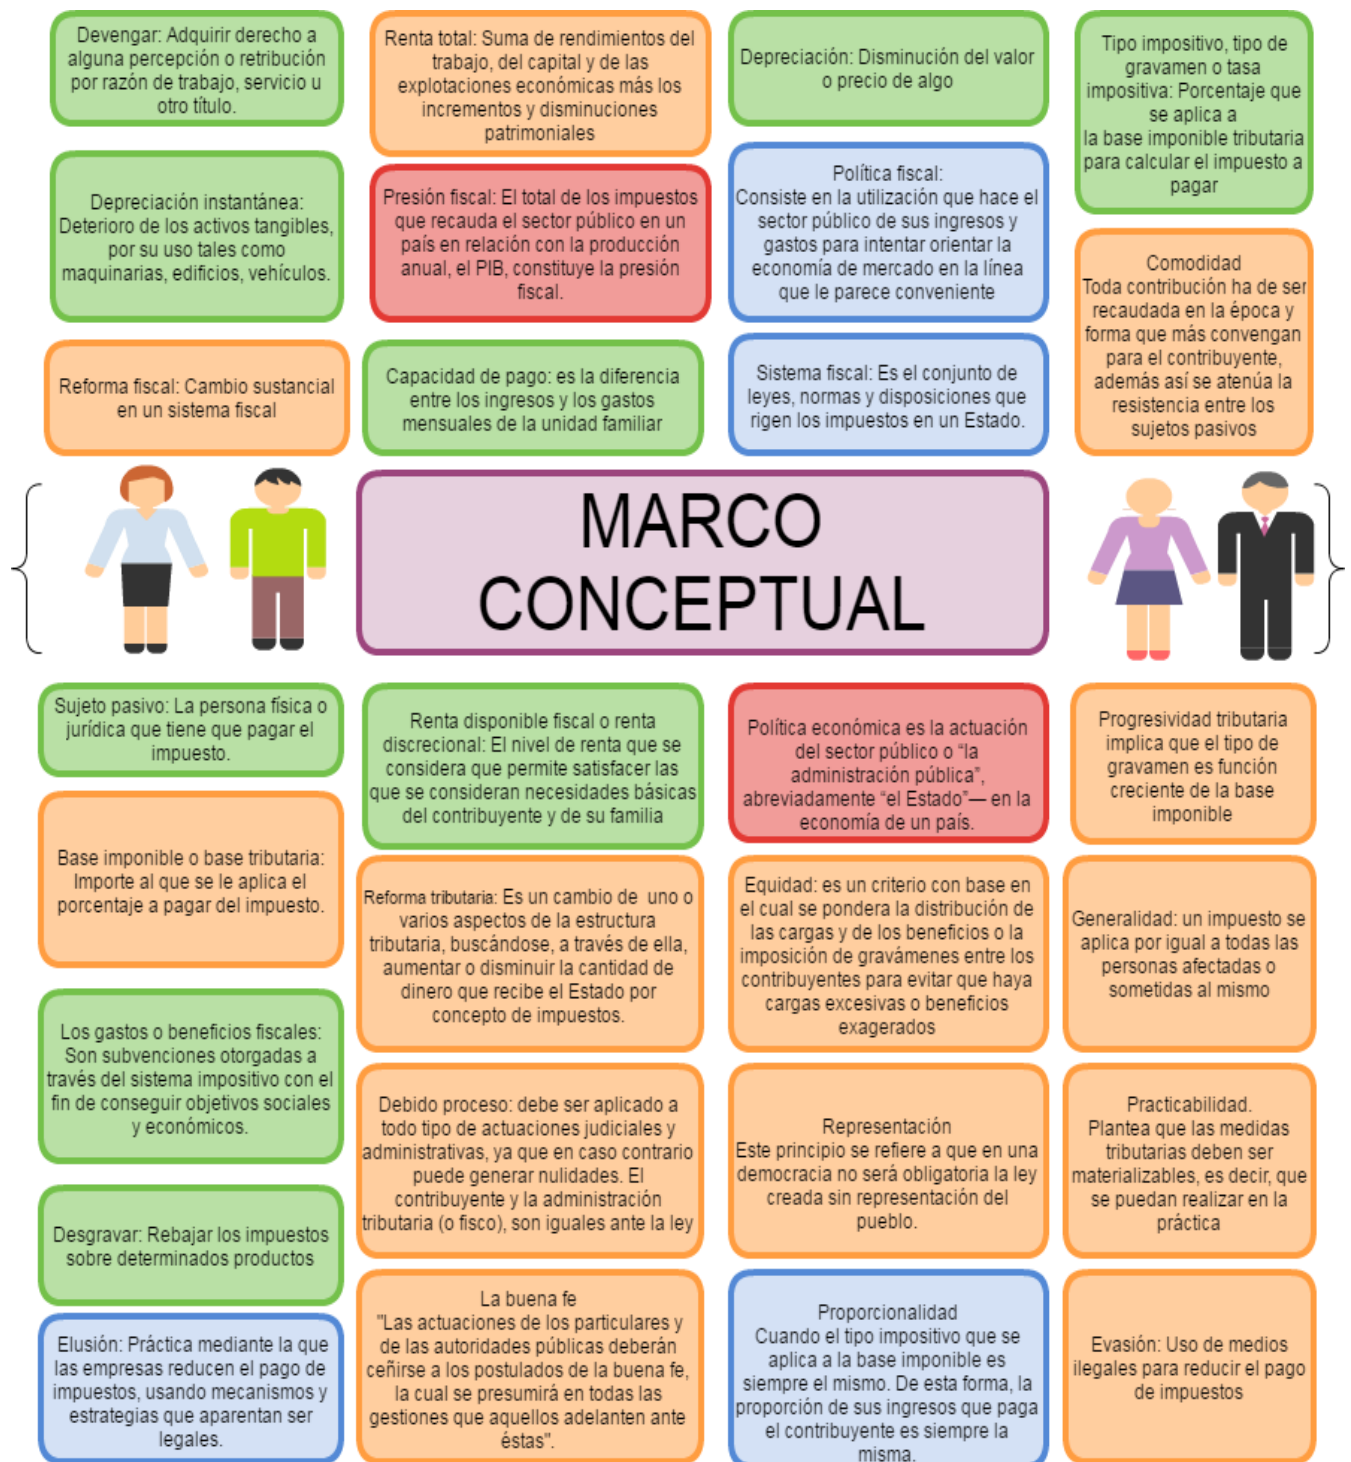 Devengar: Adquirir derecho a
alguna percepción o retribución
por razón de trabajo, servicio u
otro título.
Renta total: Suma de rendimientos del
trabajo, del capital y de las
explotaciones económicas más los
incrementos y disminuciones
patrimoniales
Depreciación: Disminución del valor
o precio de algo
Tipo impositivo, tipo de
gravamen o tasa
impositiva: Porcentaje que
se aplica a
la base imponible tributaria
para calcular el impuesto a
pagar
Depreciación instantánea:
Deterioro de los activos tangibles,
por su uso tales como
maquinarias, edificios, vehículos.
Presión fiscal: El total de los impuestos
que recauda el sector público en un
país en relación con la producción
anual, el PIB, constituye la presión
fiscal.
Política fiscal:
Consiste en la utilización que hace el
sector público de sus ingresos y
gastos para intentar orientar la
economía de mercado en la línea
que le parece conveniente
Comodidad
Toda contribución ha de ser
recaudada en la época y
forma que más convengan
para el contribuyente,
además así se atenúa la
resistencia entre los
sujetos pasivos
Reforma fiscal: Cambio sustancial
en un sistema fiscal
Capacidad de pago: es la diferencia
entre los ingresos y los gastos
mensuales de la unidad familiar
Sistema fiscal: Es el conjunto de
leyes, normas y disposiciones que
rigen los impuestos en un Estado.
MARCO
CONCEPTUAL
Sujeto pasivo: La persona física o
jurídica que tiene que pagar el
impuesto.
Renta disponible fiscal o renta
discrecional: El nivel de renta que se
considera que permite satisfacer las
que se consideran necesidades básicas
del contribuyente y de su familia
Política económica es la actuación
del sector público o “la
administración pública”,
abreviadamente “el Estado”— en la
economía de un país.
Progresividad tributaria
implica que el tipo de
gravamen es función
creciente de la base
imponible
Base imponible o base tributaria:
Importe al que se le aplica el
porcentaje a pagar del impuesto.
Reforma tributaria: Es un cambio de uno o
varios aspectos de la estructura
tributaria, buscándose, a través de ella,
aumentar o disminuir la cantidad de
dinero que recibe el Estado por
concepto de impuestos.
Equidad: es un criterio con base en
el cual se pondera la distribución de
las cargas y de los beneficios o la
imposición de gravámenes entre los
contribuyentes para evitar que haya
cargas excesivas o beneficios
exagerados
Generalidad: un impuesto se
aplica por igual a todas las
personas afectadas o
sometidas al mismo
Los gastos o beneficios fiscales:
Son subvenciones otorgadas a
través del sistema impositivo con el
fin de conseguir objetivos sociales
y económicos.
Debido proceso: debe ser aplicado a
todo tipo de actuaciones judiciales y
administrativas, ya que en caso contrario
puede generar nulidades. El
contribuyente y la administración
tributaria (o fisco), son iguales ante la ley
Representación
Este principio se refiere a que en una
democracia no será obligatoria la ley
creada sin representación del
pueblo.
Practicabilidad.
Plantea que las medidas
tributarias deben ser
materializables, es decir, que
se puedan realizar en la
práctica
Desgravar: Rebajar los impuestos
sobre determinados productos
La buena fe
"Las actuaciones de los particulares y
de las autoridades públicas deberán
ceñirse a los postulados de la buena fe,
la cual se presumirá en todas las
gestiones que aquellos adelanten ante
éstas".
Proporcionalidad
Cuando el tipo impositivo que se
aplica a la base imponible es
siempre el mismo. De esta forma, la
proporción de sus ingresos que paga
el contribuyente es siempre la
misma.
Evasión: Uso de medios
ilegales para reducir el pago
de impuestos
Elusión: Práctica mediante la que
las empresas reducen el pago de
impuestos, usando mecanismos y
estrategias que aparentan ser
legales.